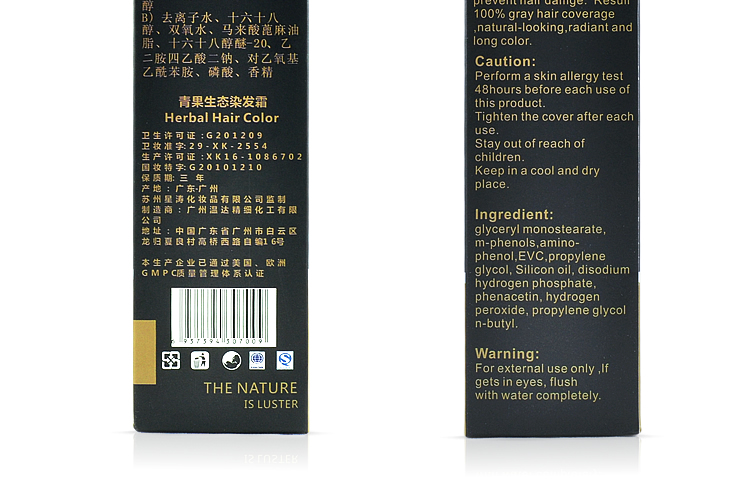 醇
B）去离子水、十六十八
醇、双氧水、马来酸蓖麻油
脂、十六十八醇醚-20、乙
二胺四乙酸二钠、对乙氧基
乙酰苯胺、磷酸、香精
青果生态染发霜
Herbal Hair Color
卫生许可证:G201209
卫妆准字:29-XK-2554
生产许可证:XK16-1086702
国妆特字:G20101210
保质期:三 年
产地：广东·广州
苏州星涛化妆品有限公司监制
制造商：广州温达精细化工有限
公司
地址：中国广东省广州市白云区
龙归夏良村高桥西路自编16号
本生产企业已通过美国、欧洲
GMPC质量管理体系认证
6 937394 307009
THE NATURE
IS LUSTER
prevent hair damge. Result
100% gray hair coverage
,natural-looking,radiant and
long color.
Caution:
Perform a skin allergy test
48hours before each use of
this product.
Tighten the cover after each
use.
Stay out of reach of
children.
Keep in a cool and dry
place.
Ingredient:
glyceryl monostearate,
m-phenols,amino-
phenol,EVC,propylene
glycol, Silicon oil, disodium
hydrogen phosphate,
phenacetin, hydrogen
peroxide, propylene glycol
n-butyl.
Warning:
For external use only ,If
gets in eyes, flush
with water completely.